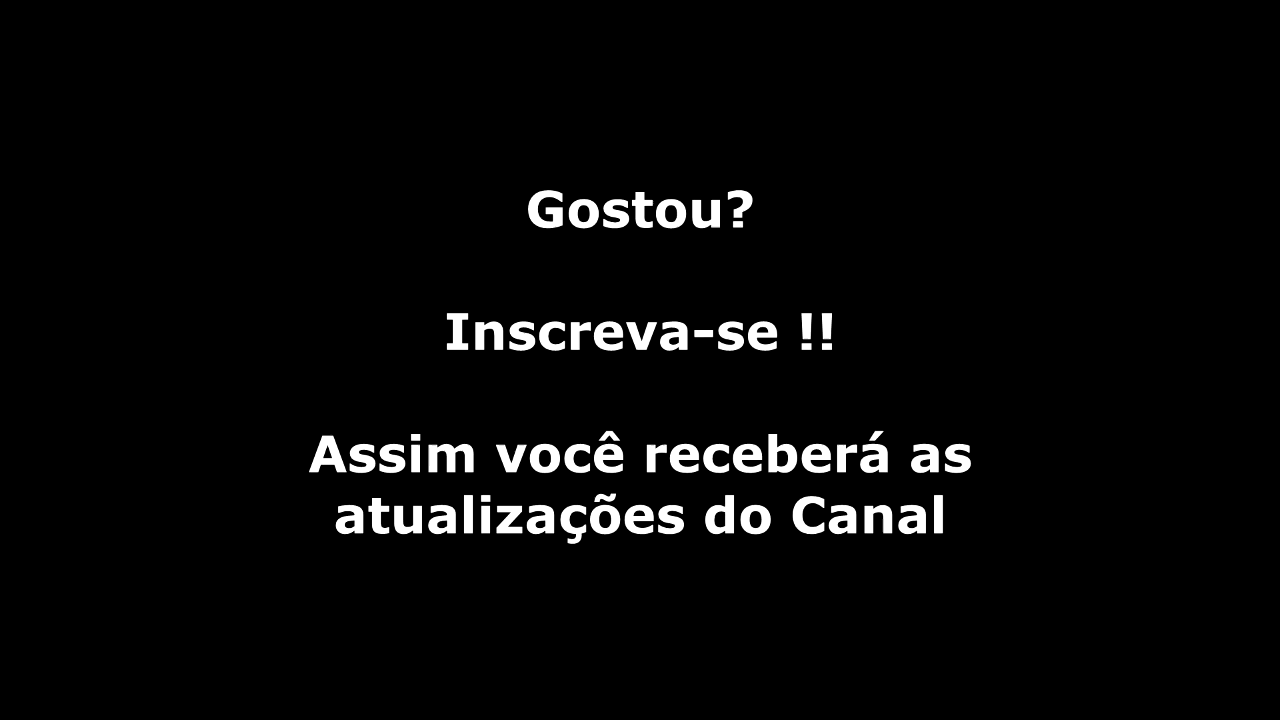 Gostou?
Inscreva-se !!
Assim você receberá as
atualizações do Canal